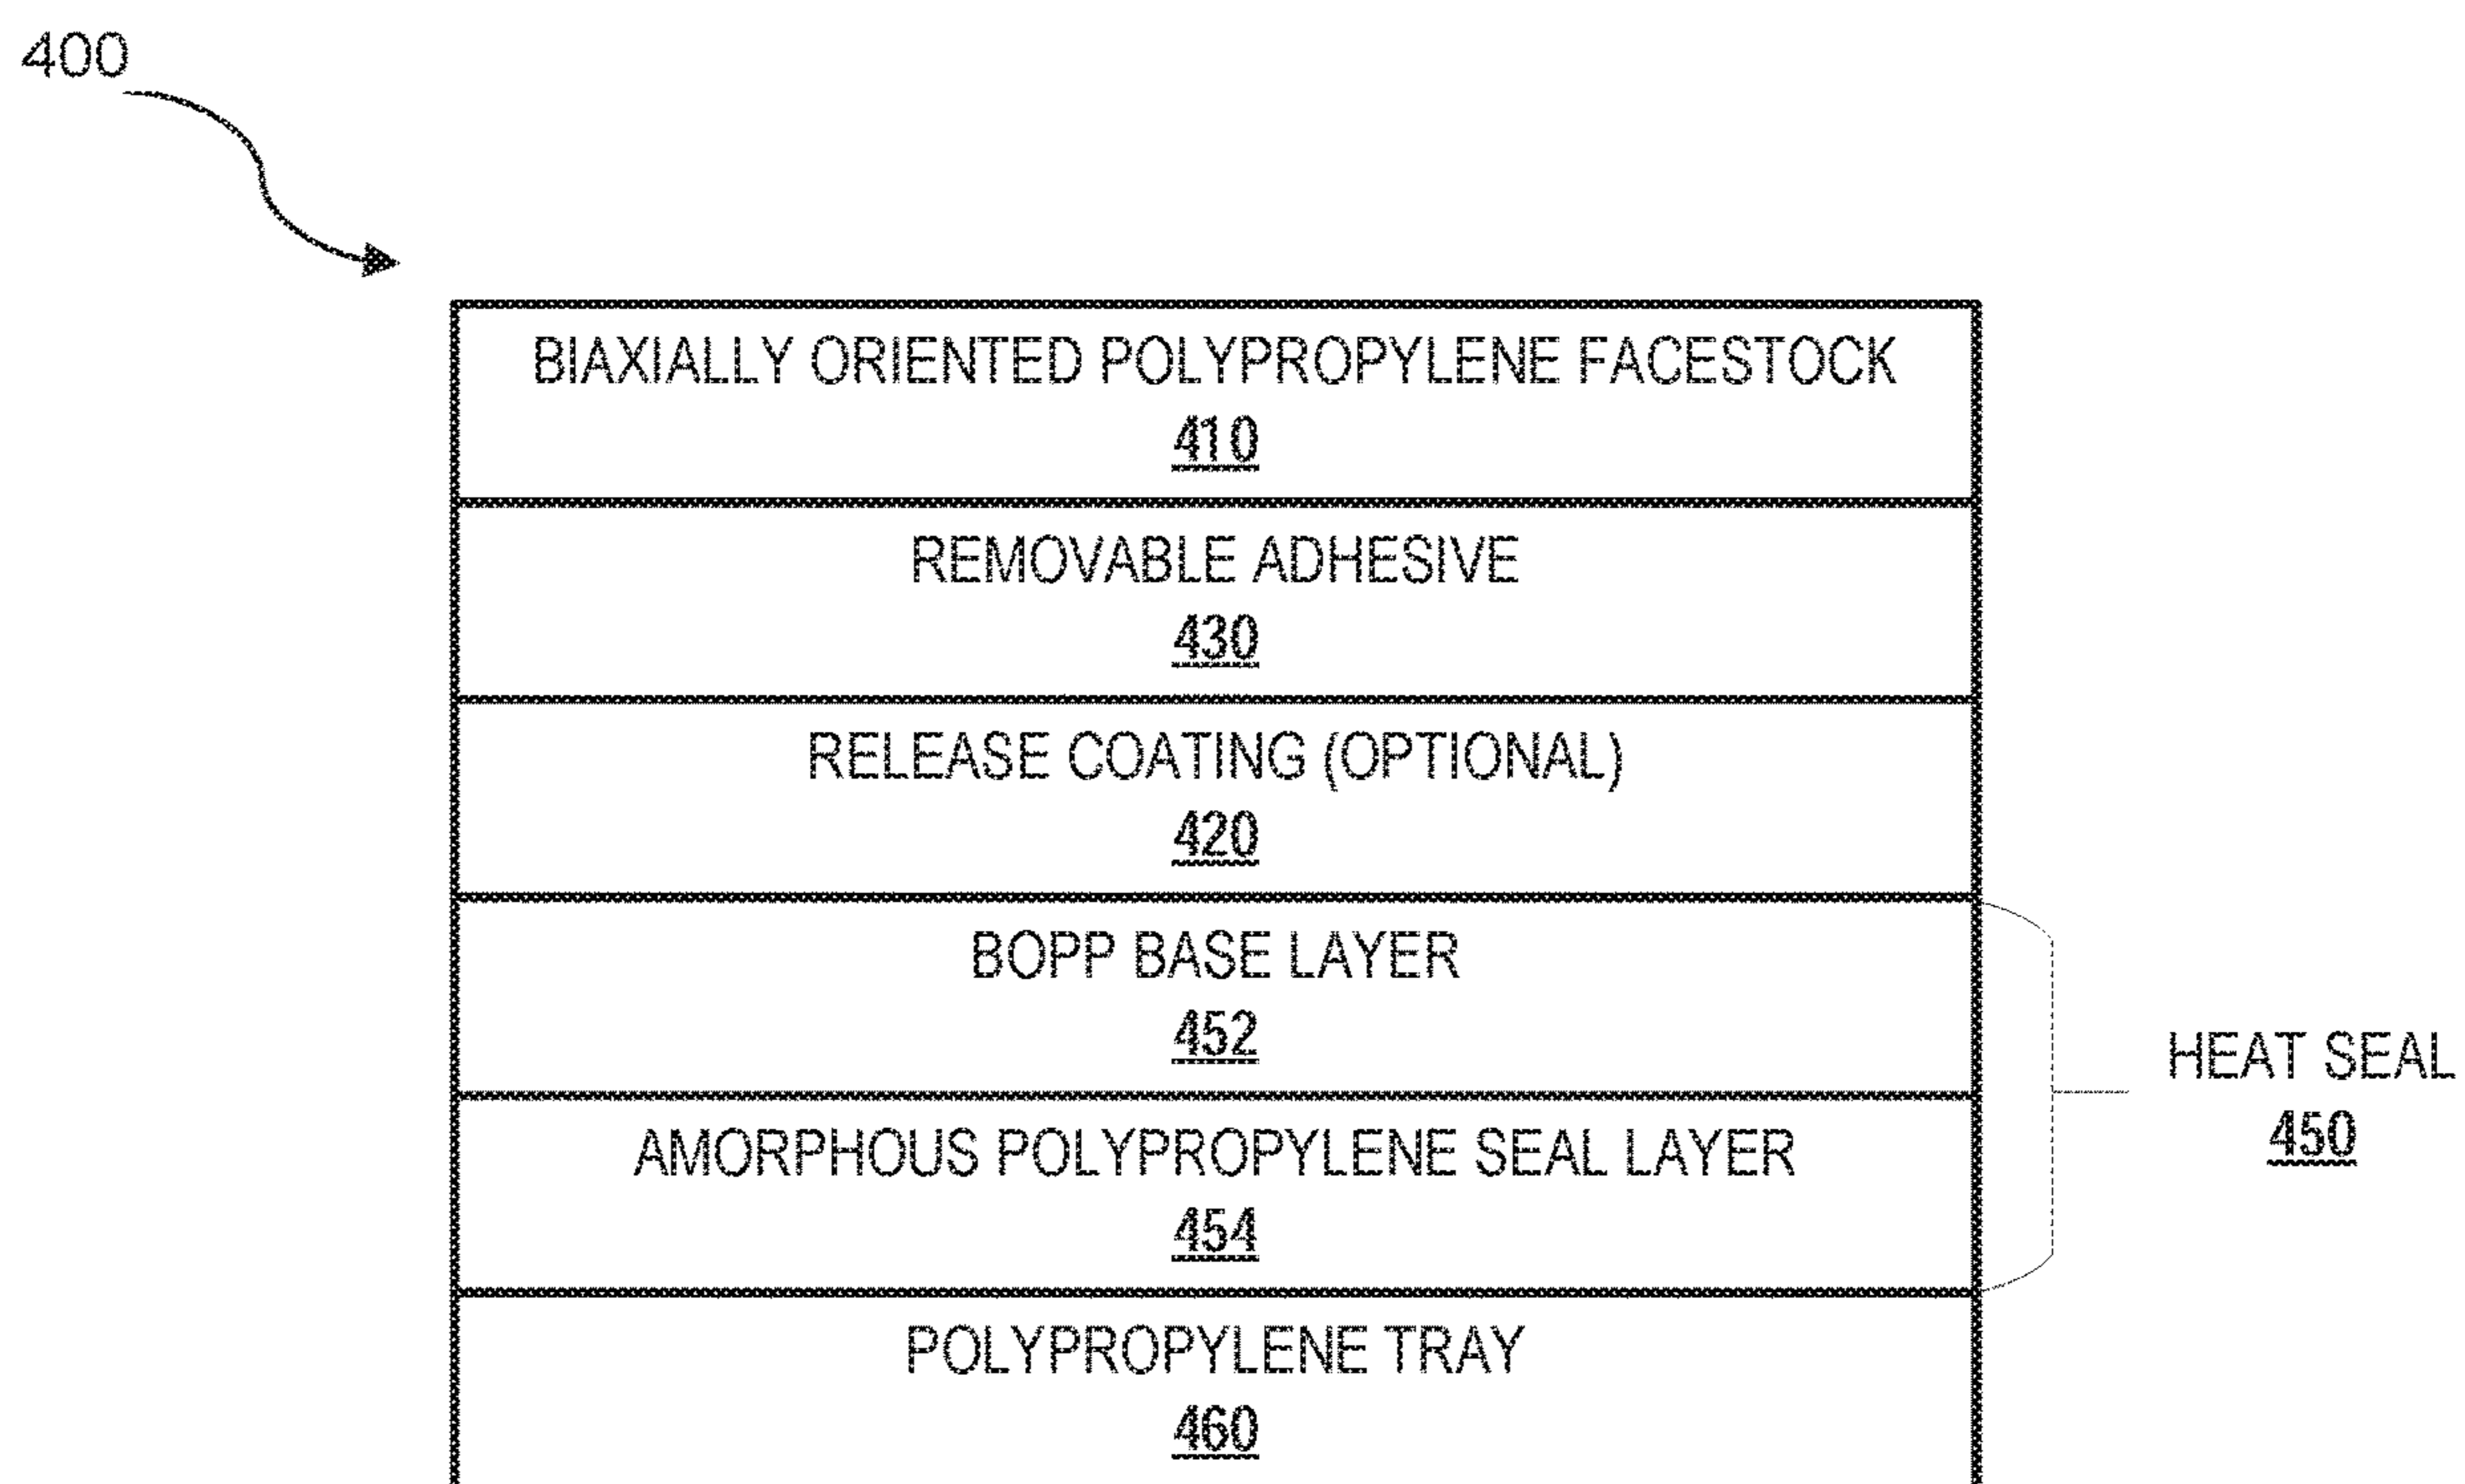 400
BIAXIALLY ORIENTED POLYPROPYLENE FACESTOCK
410
REMOVABLE ADHESIVE
430
RELEASE COATING (OPTIONAL)
420
BOPP BASE LAYER
452
HEAT SEAL
450
AMORPHOUS POLYPROPYLENE SEAL LAYER
454
POLYPROPYLENE TRAY
460